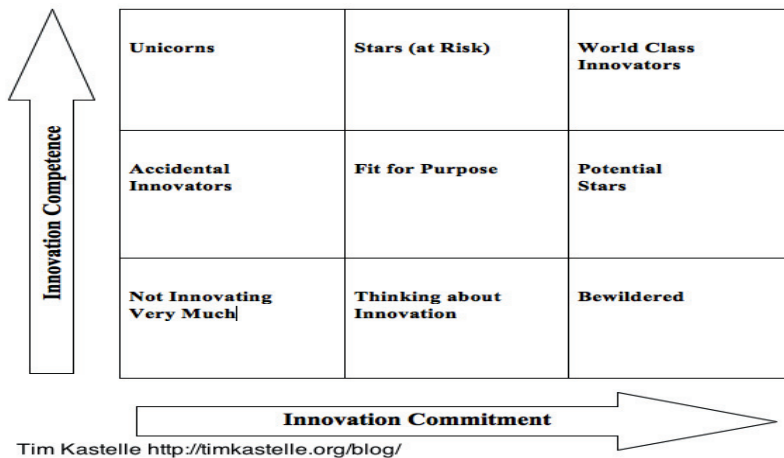 Unicorns
Stars (at Risk)
World Class
Innovators
Accidental
Innovators
Fit for Purpose
Potential
Stars
Not Innovating
Very Much
Thinking about
Innovation
Bewildered
Innovation Competence
Innovation Commitment
Tim Kastelle http://timkastelle.org/blog/